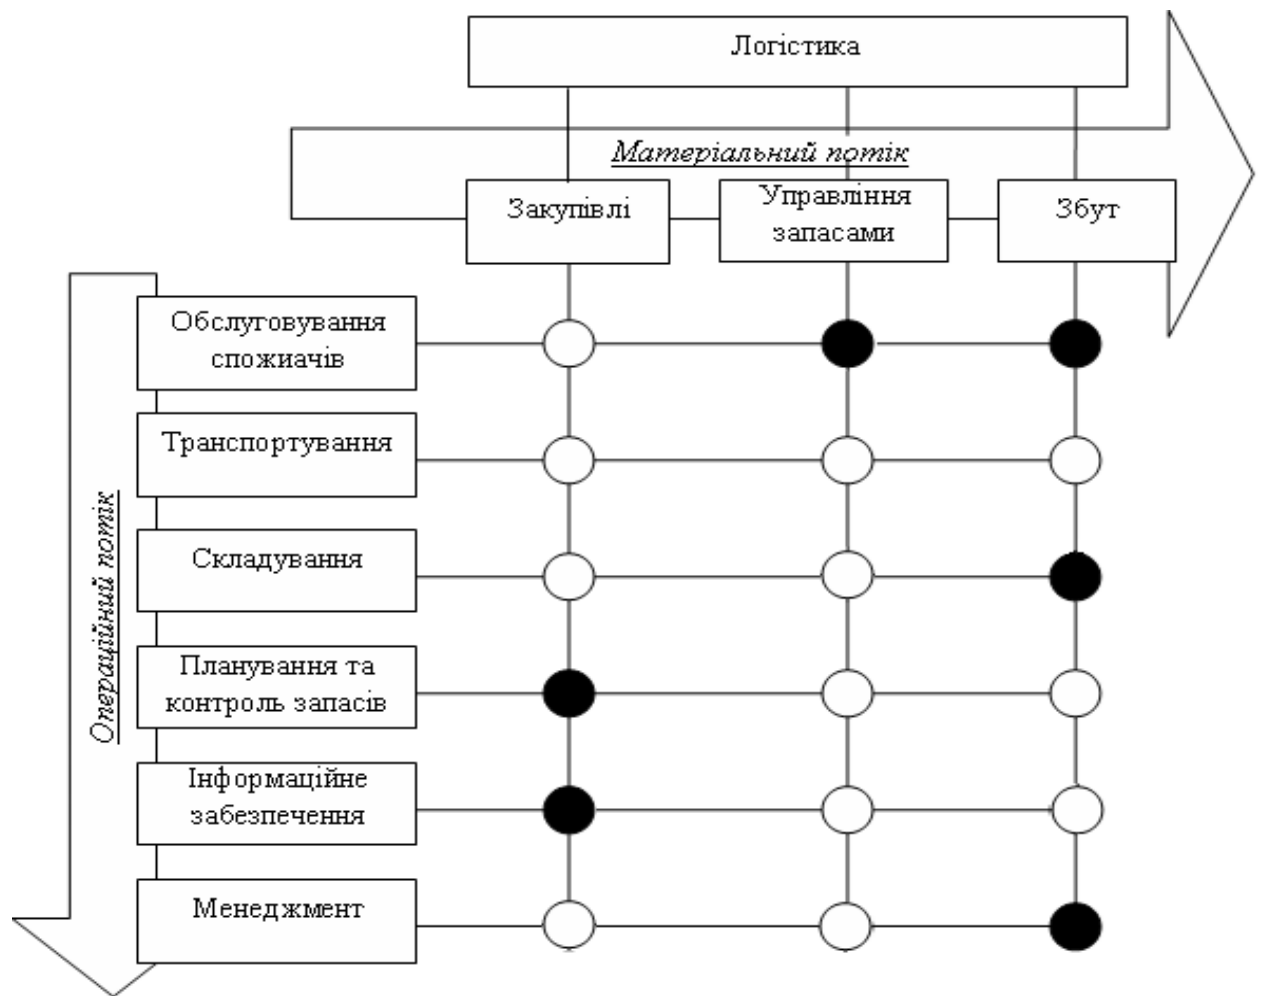 Логістика
Матеріальний потік
Закупівлі
Управління
запасами
Збут
Обслуговування
спожиачів
Транспортування
Складування
Планування та
контроль запасів
Інформаційне
забезпечення
Менеджмент
Операційний потік